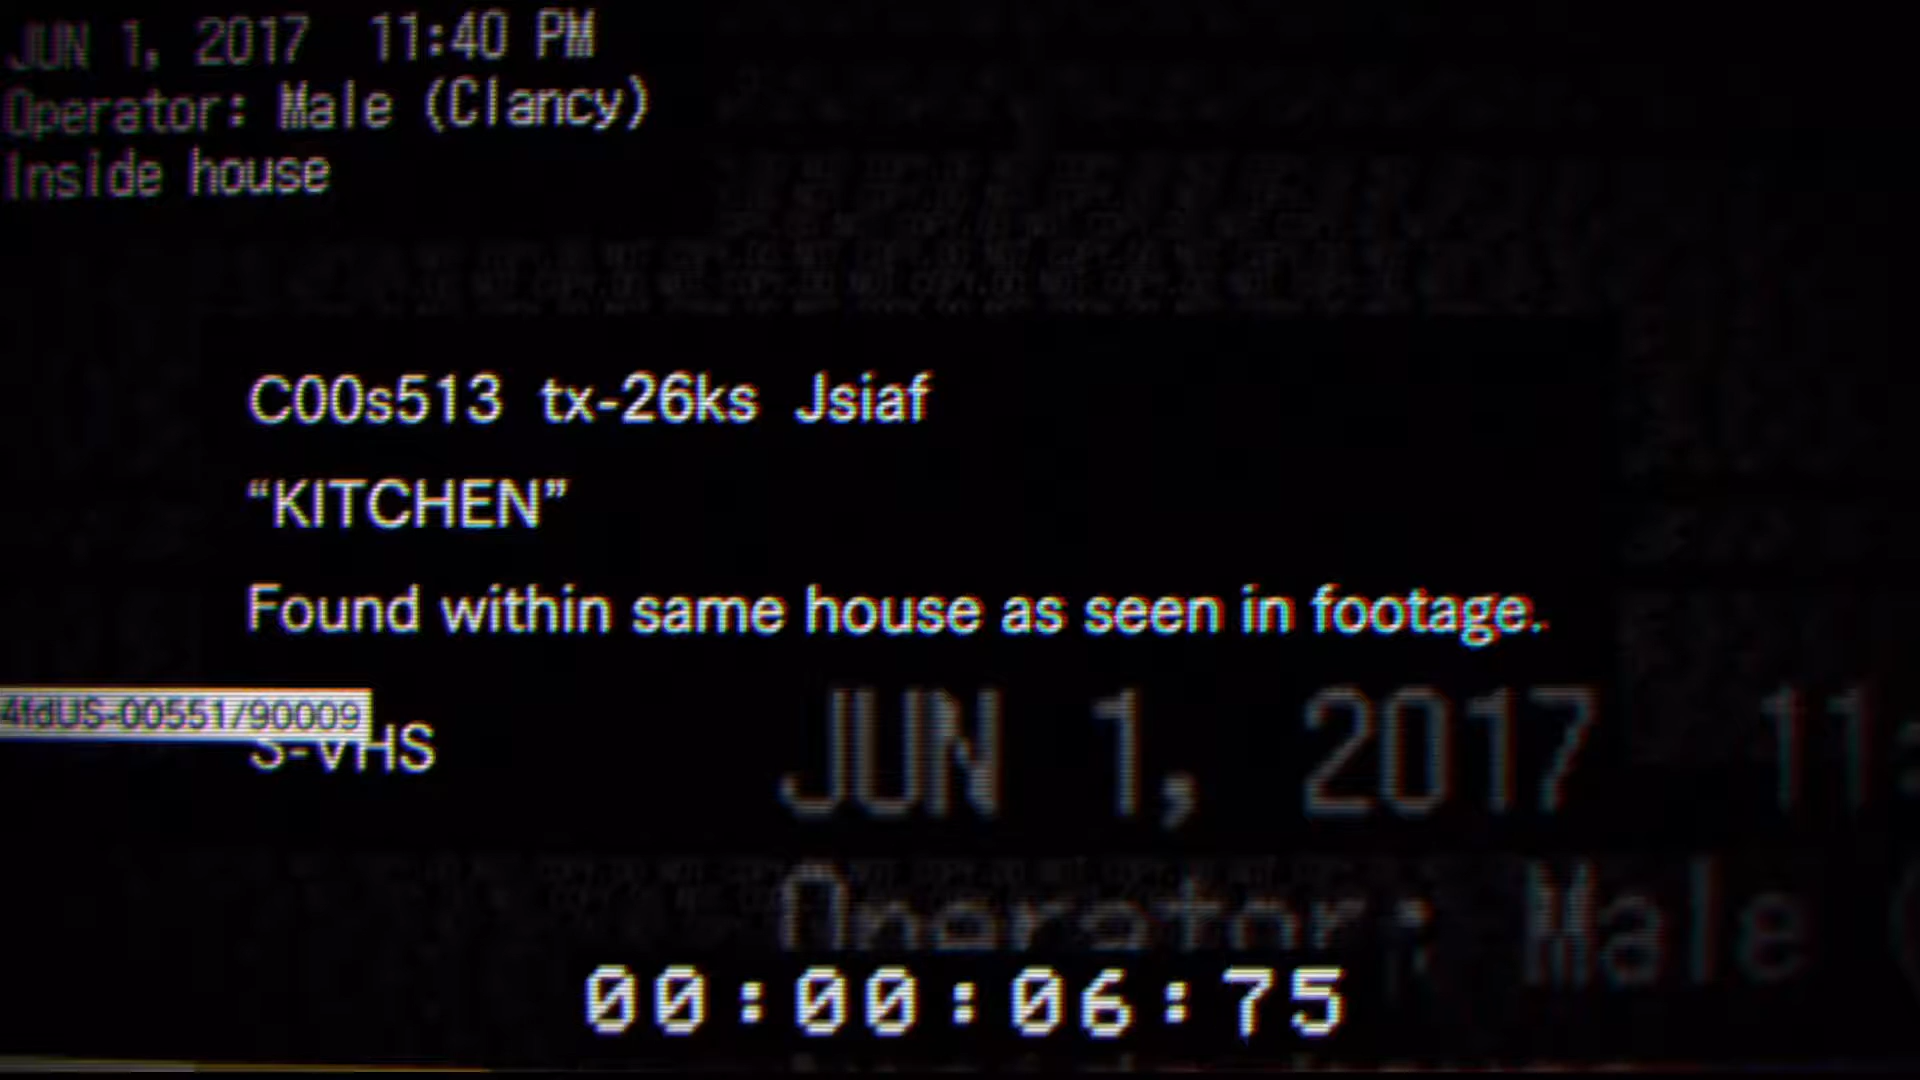 JUN 1, 2017 11:40 PM
Operator: Male (Clancy)
Inside house
C00s513 tx-26ks Jsiaf
“KITCHEN”
Found within same house as seen in footage.
4fdUS-00551/90009
S-VHS
JUN 1, 2017 11:
Operator: Male (
00:00:06:75